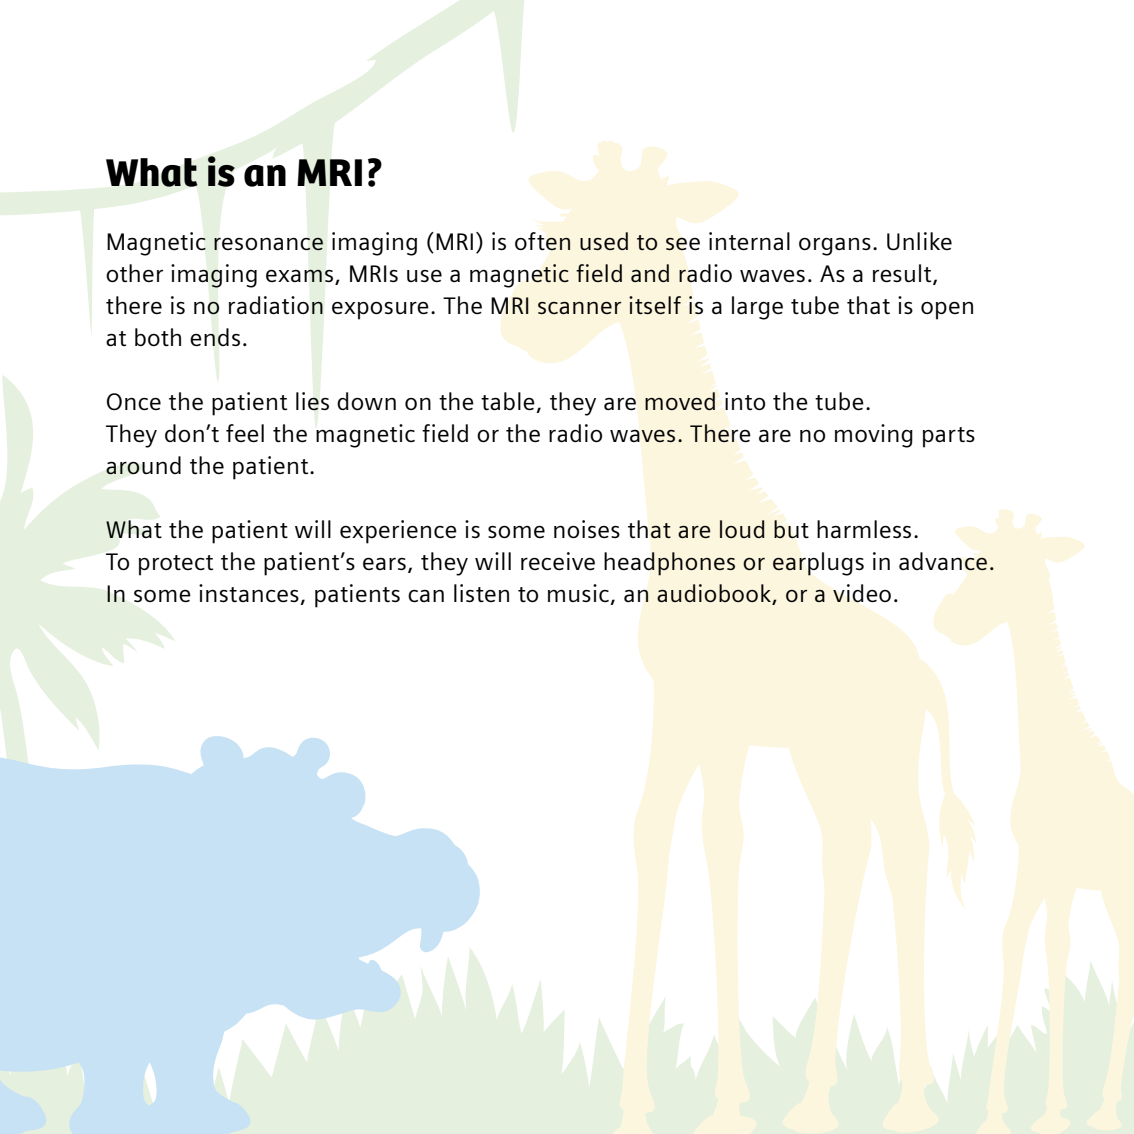 What is an MRI?
Magnetic resonance imaging (MRI) is often used to see internal organs. Unlike
other imaging exams, MRIs use a magnetic field and radio waves. As a result,
there is no radiation exposure. The MRI scanner itself is a large tube that is open
at both ends.
Once the patient lies down on the table, they are moved into the tube.
They don’t feel the magnetic field or the radio waves. There are no moving parts
around the patient.
What the patient will experience is some noises that are loud but harmless.
To protect the patient’s ears, they will receive headphones or earplugs in advance.
In some instances, patients can listen to music, an audiobook, or a video.